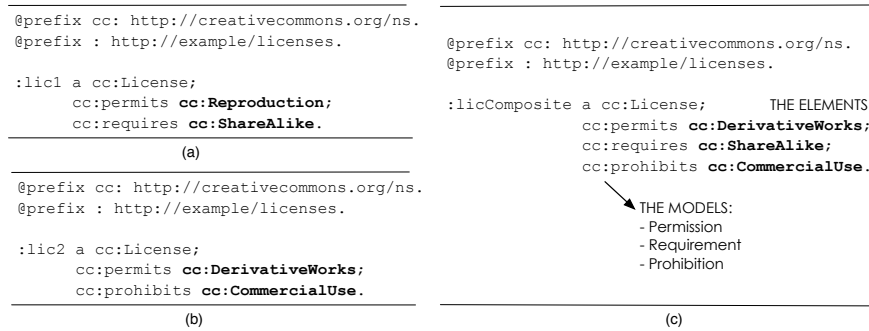 @prefix cc: http://creativecommons.org/ns.
@prefix : http://example/licenses.
:lic1 a cc:License;
cc:permits cc:Reproduction;
cc:requires cc:ShareAlike.
(a)
@prefix cc: http://creativecommons.org/ns.
@prefix : http://example/licenses.
:lic2 a cc:License;
cc:permits cc:DerivativeWorks;
cc:prohibits cc:CommercialUse.
(b)
@prefix cc: http://creativecommons.org/ns.
@prefix : http://example/licenses.
:licComposite a cc:License; THE ELEMENTS
cc:permits cc:DerivativeWorks;
cc:requires cc:ShareAlike;
cc:prohibits cc:CommercialUse.
THE MODELS:
- Permission
- Requirement
- Prohibition
(c)